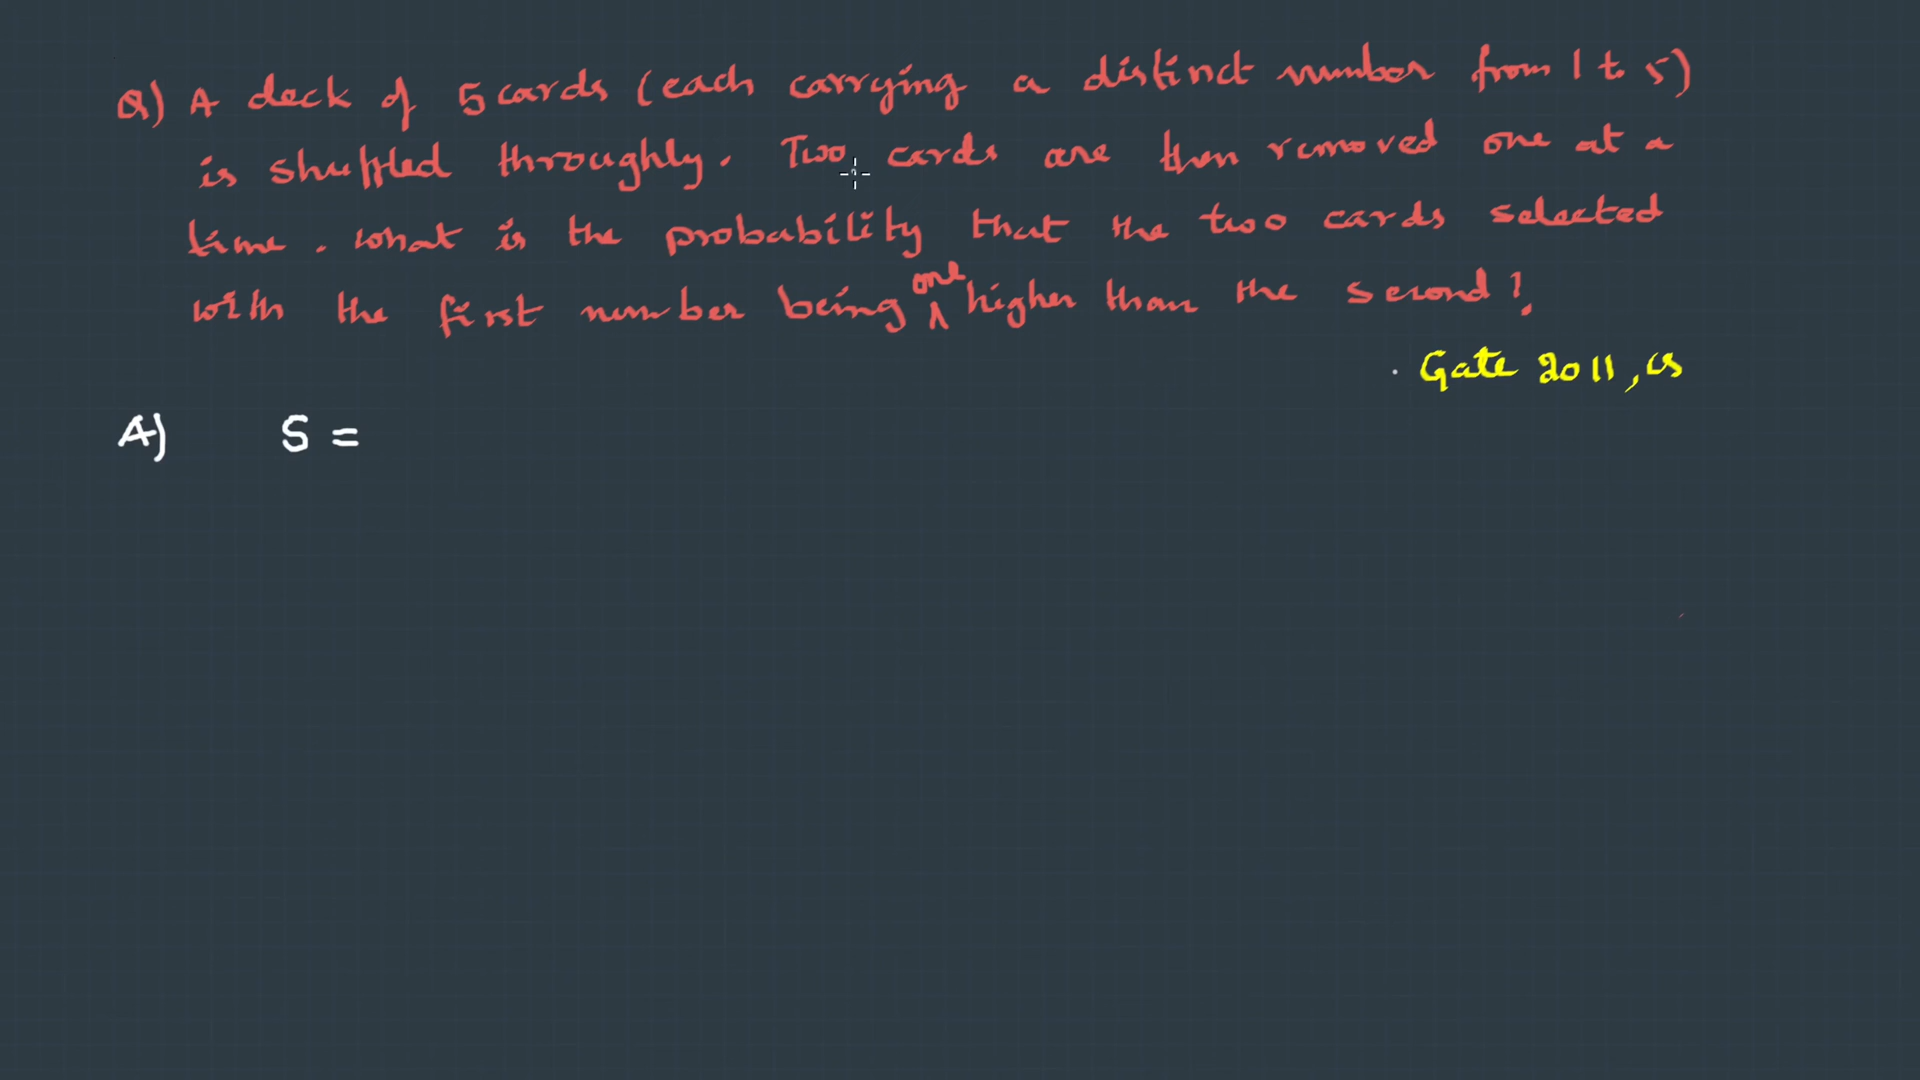 Q) A deck of 5 cards (each carrying a distinct number from 1 to 5)
is shuffled throughly. Two cards are then removed one at a
time. what is the probability that the two cards selected
with the first number being one higher than the second?
Gate 2011, CS
A) S =